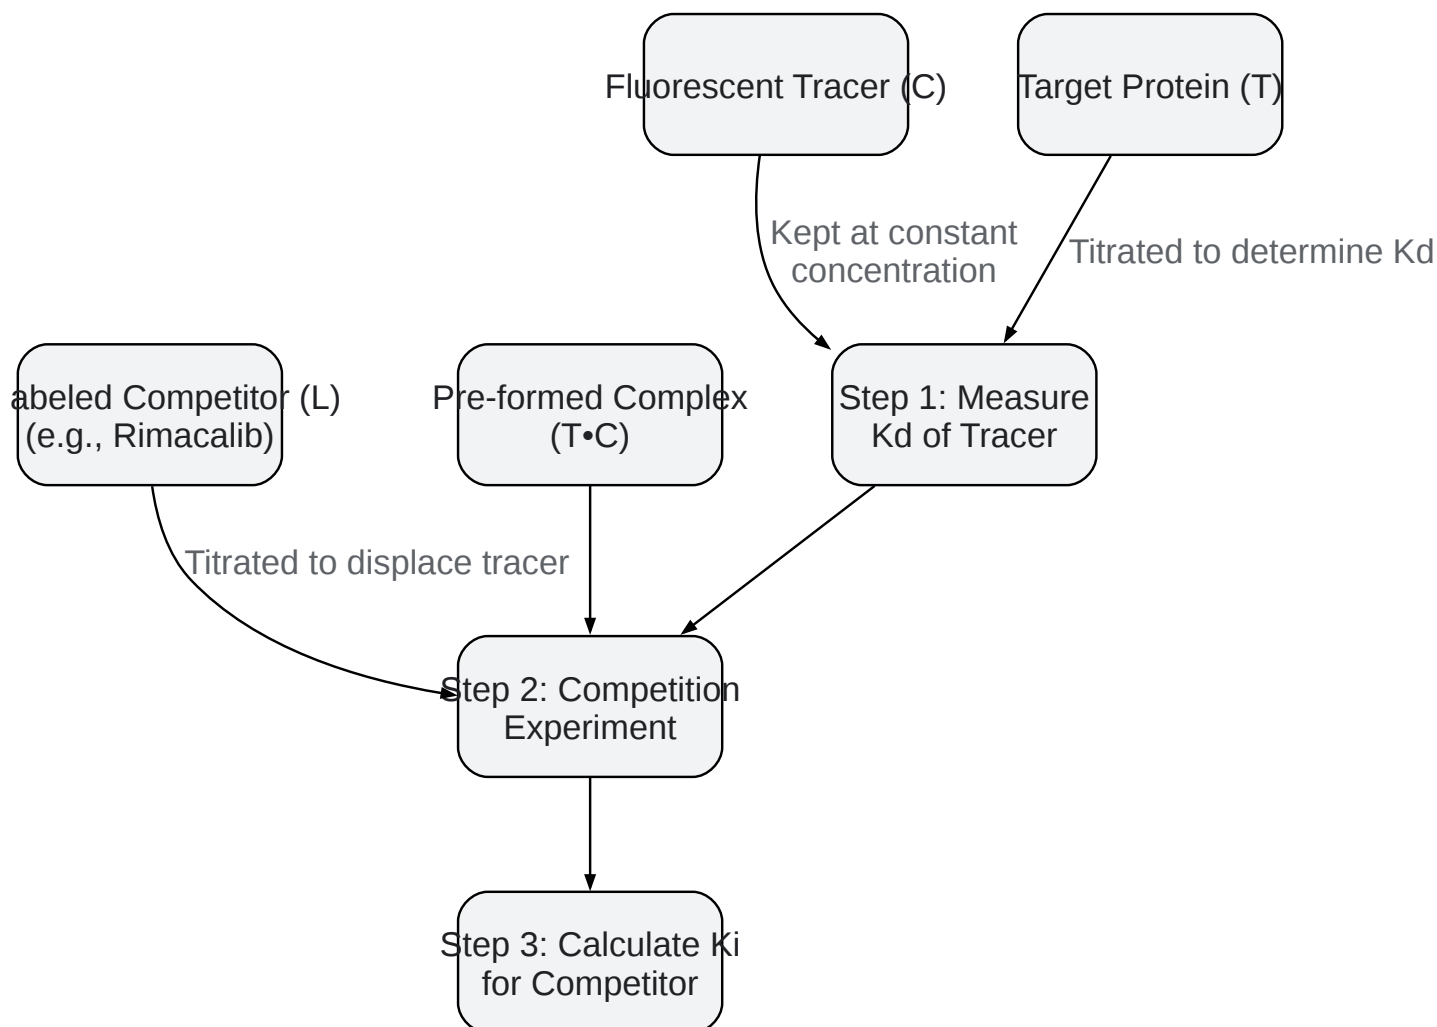 Fluorescent Tracer (C)
Target Protein (T)
Kept at constant
concentration
Titrated to determine Kd
abeled Competitor (L)
(e.g., Rimacalib)
Pre-formed Complex
(T•C)
Step 1: Measure
Kd of Tracer
Titrated to displace tracer
Step 2: Competition
Experiment
Step 3: Calculate Ki
for Competitor